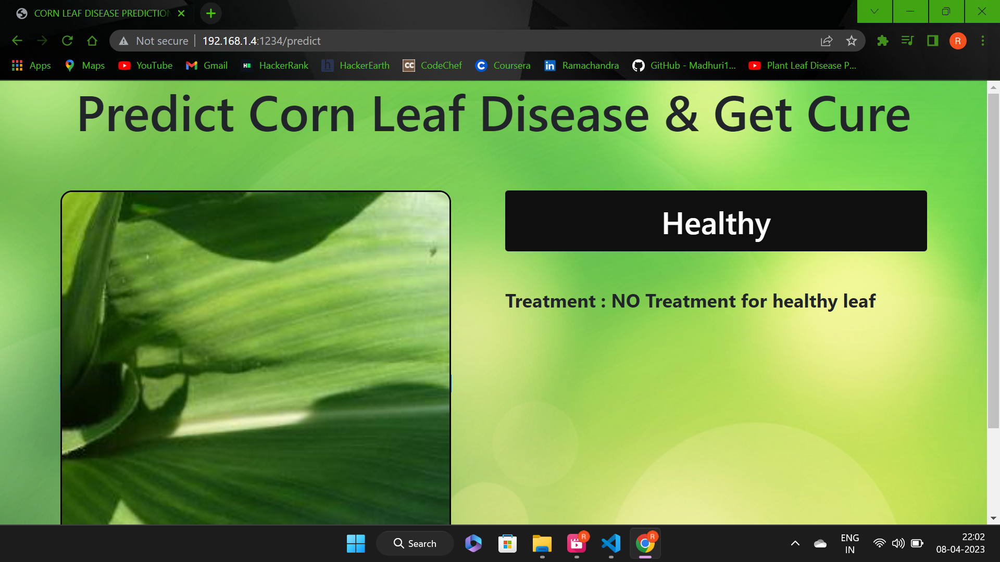 CORN LEAF DISEASE PREDICTION
Not secure
192.168.1.4:1234/predict
R
Apps
Maps
YouTube
Gmail
HackerRank
HackerEarth
CodeChef
Coursera
Ramachandra
GitHub - Madhuri1...
Plant Leaf Disease P...
Predict Corn Leaf Disease & Get Cure
Healthy
Treatment : NO Treatment for healthy leaf
Search
R
R
ENG
IN
22:02
08-04-2023